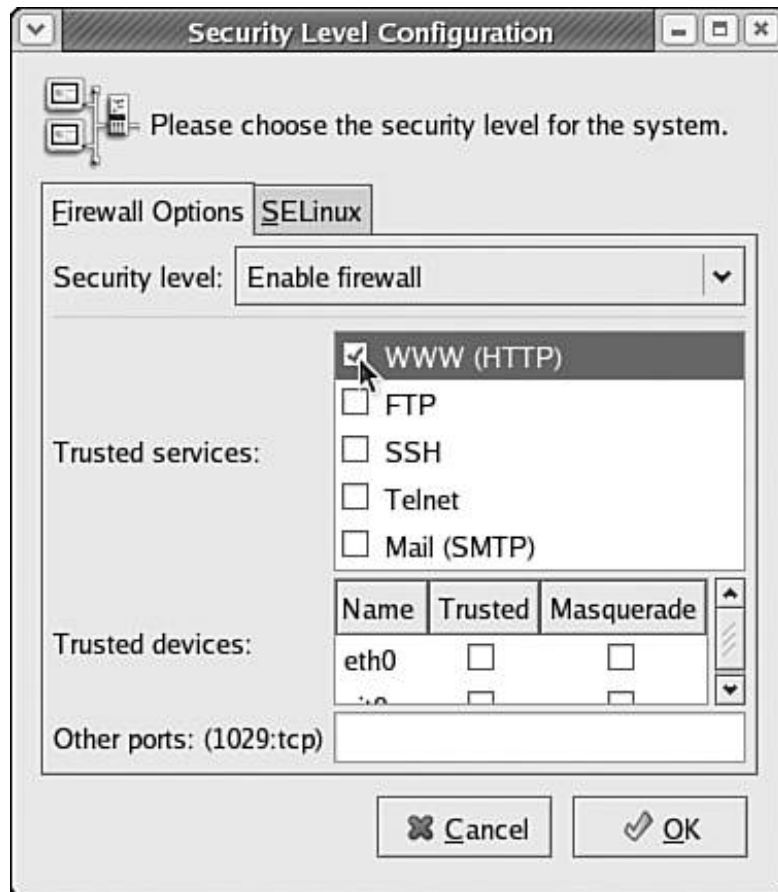 Security Level Configuration
Please choose the security level for the system.
Firewall Options SELinux
Security level: Enable firewall
WWW (HTTP)
FTP
Trusted services: SSH
Telnet
Mail (SMTP)
Name Trusted Masquerade
Trusted devices:
eth0
Other ports: (1029:tcp)
Cancel OK